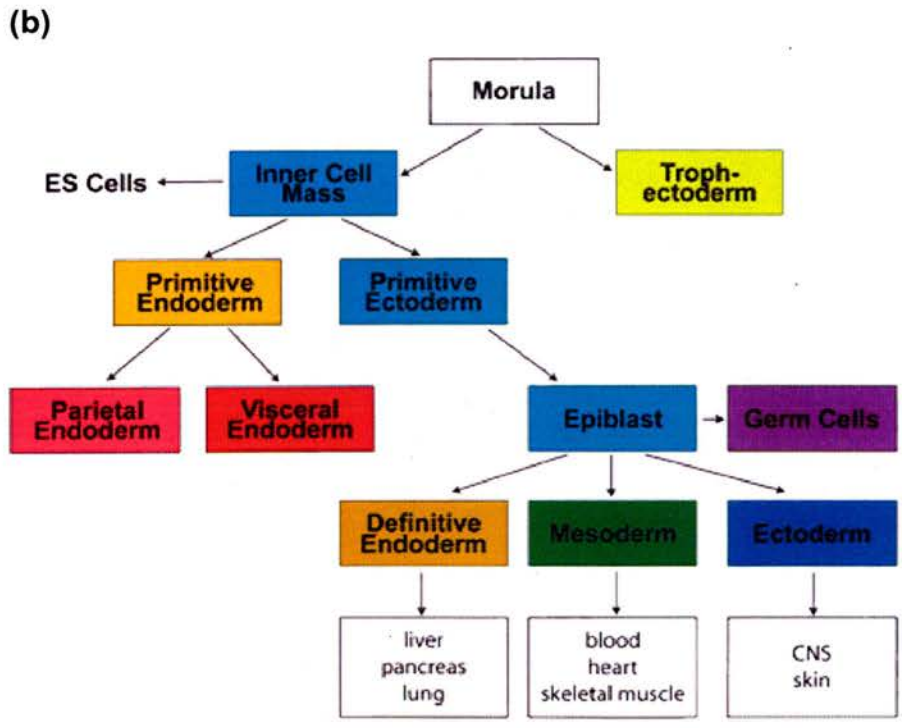 (b)
Morula
Inner Cell
Mass
Troph-
ectoderm
ES Cells
Primitive
Endoderm
Primitive
Ectoderm
Parietal
Endoderm
Visceral
Endoderm
Epiblast
Germ Cells
Definitive
Endoderm
Mesoderm
Ectoderm
liver
pancreas
lung
blood
heart
skeletal muscle
CNS
skin